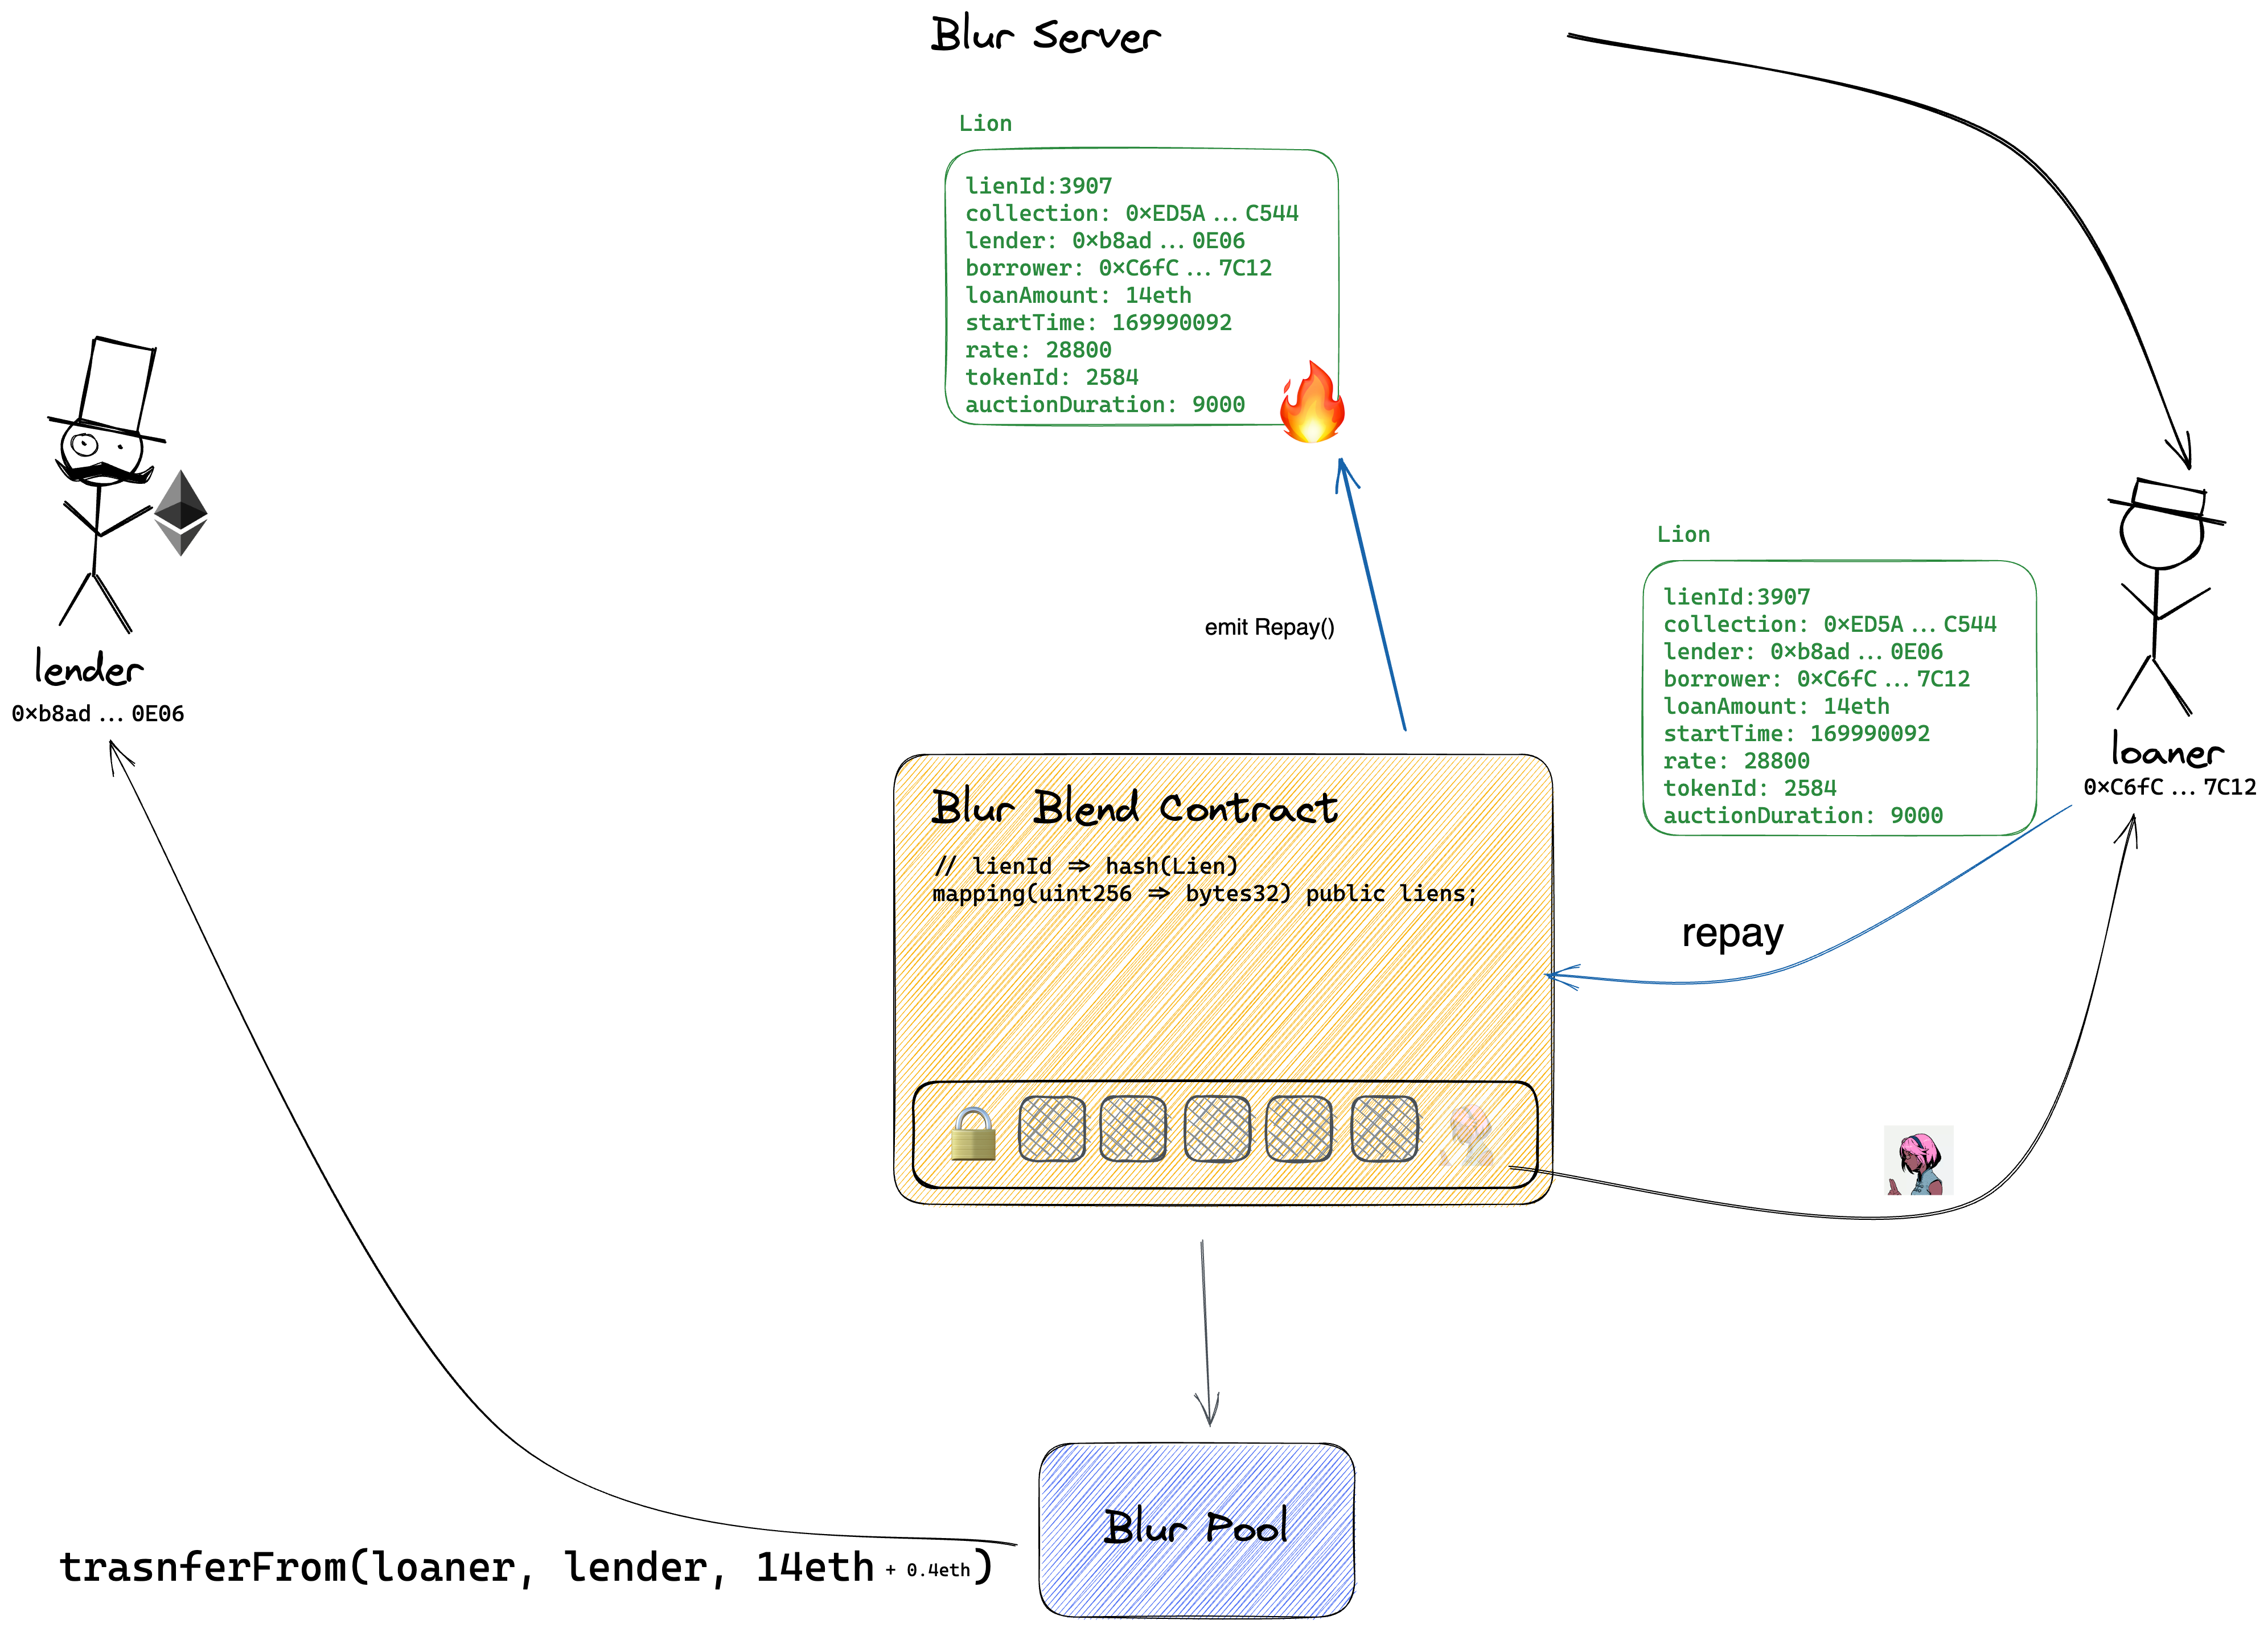 Blur Server
Lion
lienId:3907
collection: 0×ED5A ... C544
lender: 0×b8ad ... 0E06
borrower: 0×C6fC ... 7C12
loanAmount: 14eth
startTime: 169990092
rate: 28800
tokenId: 2584
auctionDuration: 9000
lender
0×b8ad ... 0E06
emit Repay()
Lion
lienId:3907
collection: 0×ED5A ... C544
lender: 0×b8ad ... 0E06
borrower: 0×C6fC ... 7C12
loanAmount: 14eth
startTime: 169990092
rate: 28800
tokenId: 2584
auctionDuration: 9000
loaner
0×C6fC ... 7C12
Blur Blend Contract
// lienId ⇒ hash(Lien)
mapping(uint256 ⇒ bytes32) public liens;
repay
Blur Pool
trasnferFrom(loaner, lender, 14eth + 0.4eth)